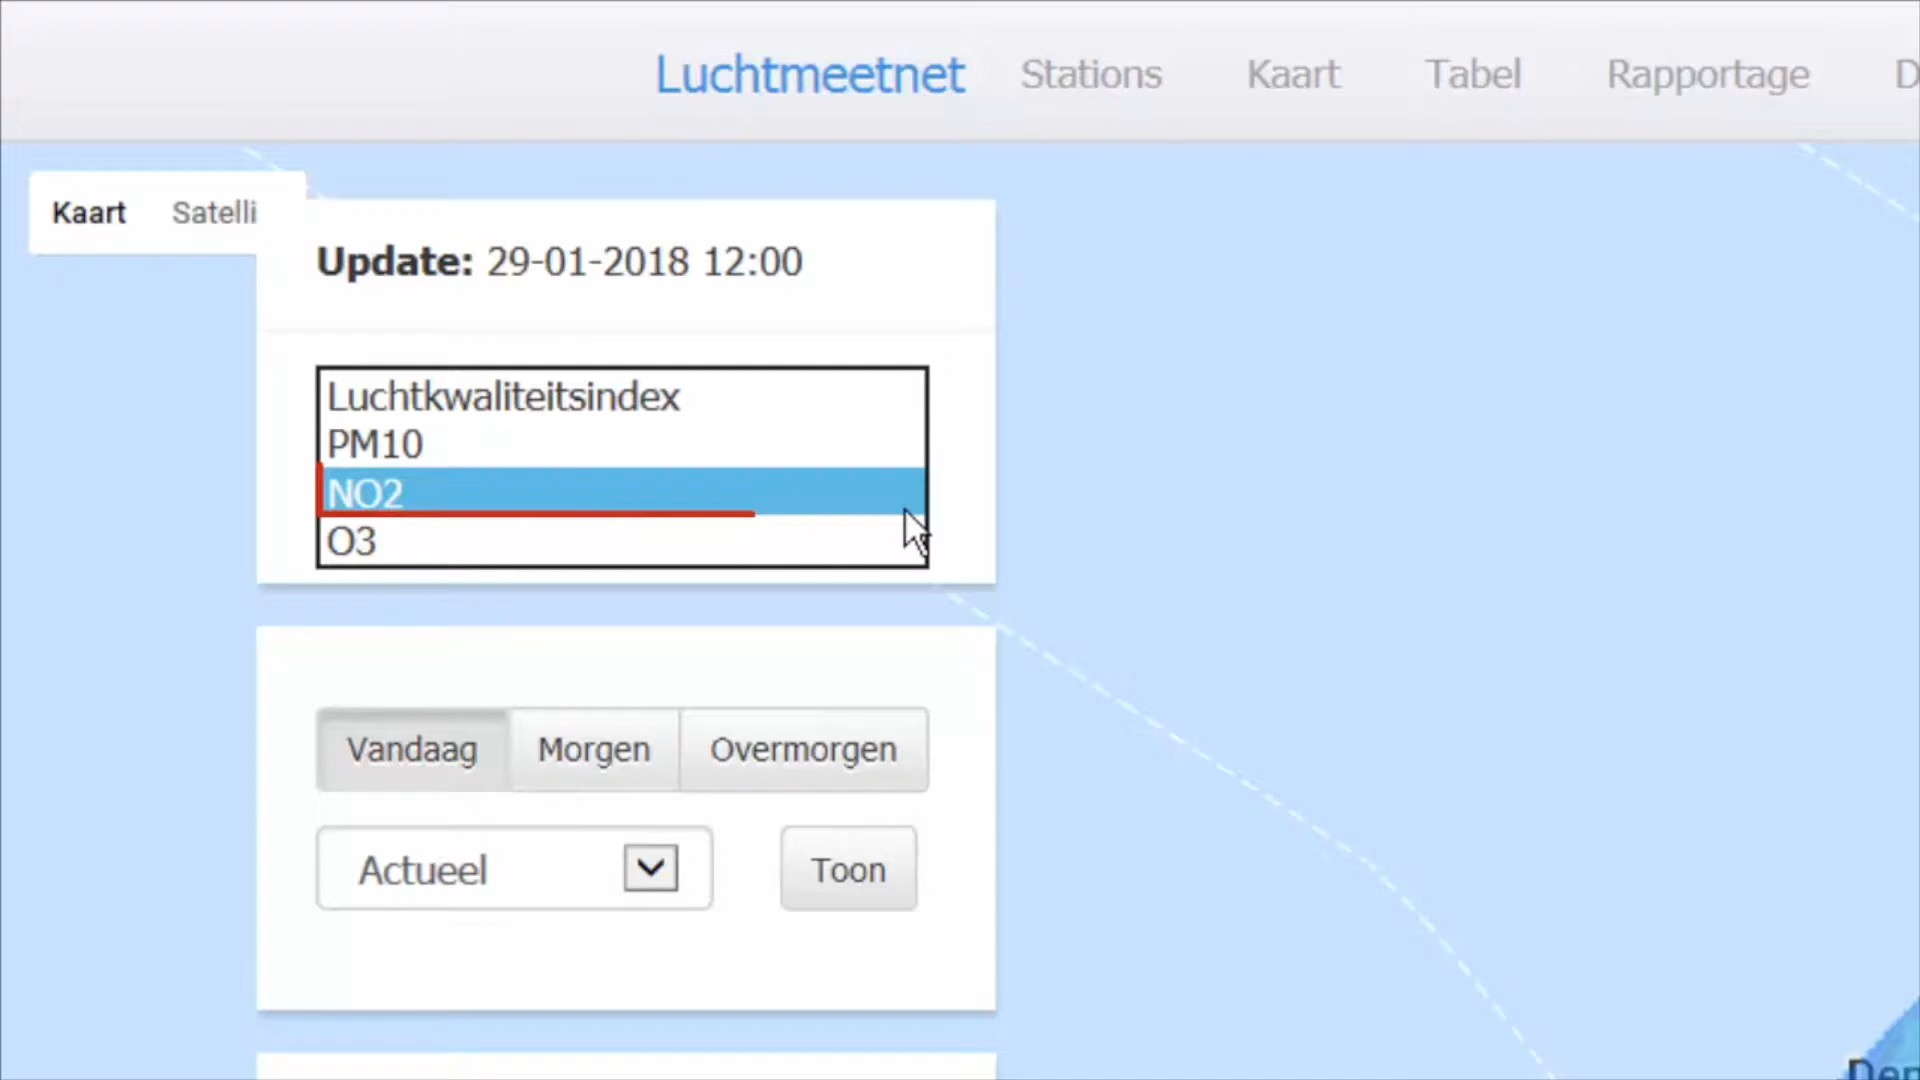 Luchtmeetnet Stations Kaart Tabel Rapportage
Kaart Satelli
Update: 29-01-2018 12:00
Luchtkwaliteitsindex
PM10
NO2
O3
Vandaag Morgen Overmorgen
Actueel Toon